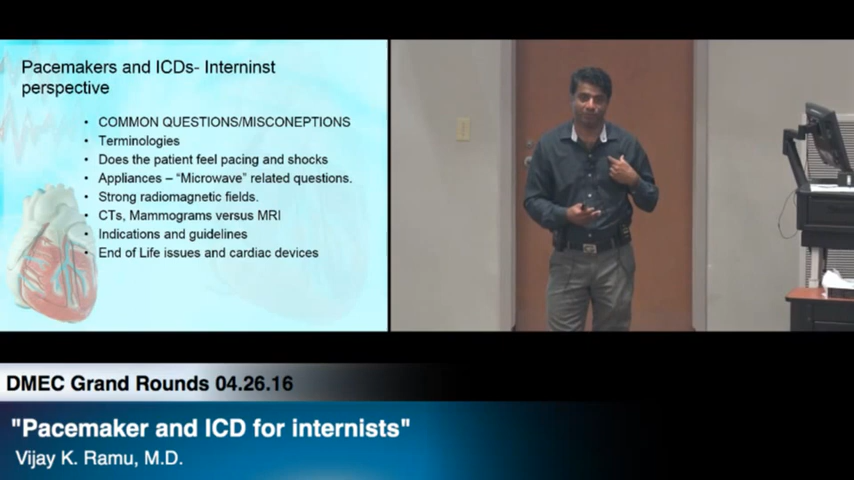 Pacemakers and ICDs- Interninst
perspective
• COMMON QUESTIONS/MISCONEPTIONS
• Terminologies
• Does the patient feel pacing and shocks
• Appliances – “Microwave” related questions.
• Strong radiomagnetic fields.
• CTs, Mammograms versus MRI
• Indications and guidelines
• End of Life issues and cardiac devices
DMEC Grand Rounds 04.26.16
"Pacemaker and ICD for internists"
Vijay K. Ramu, M.D.